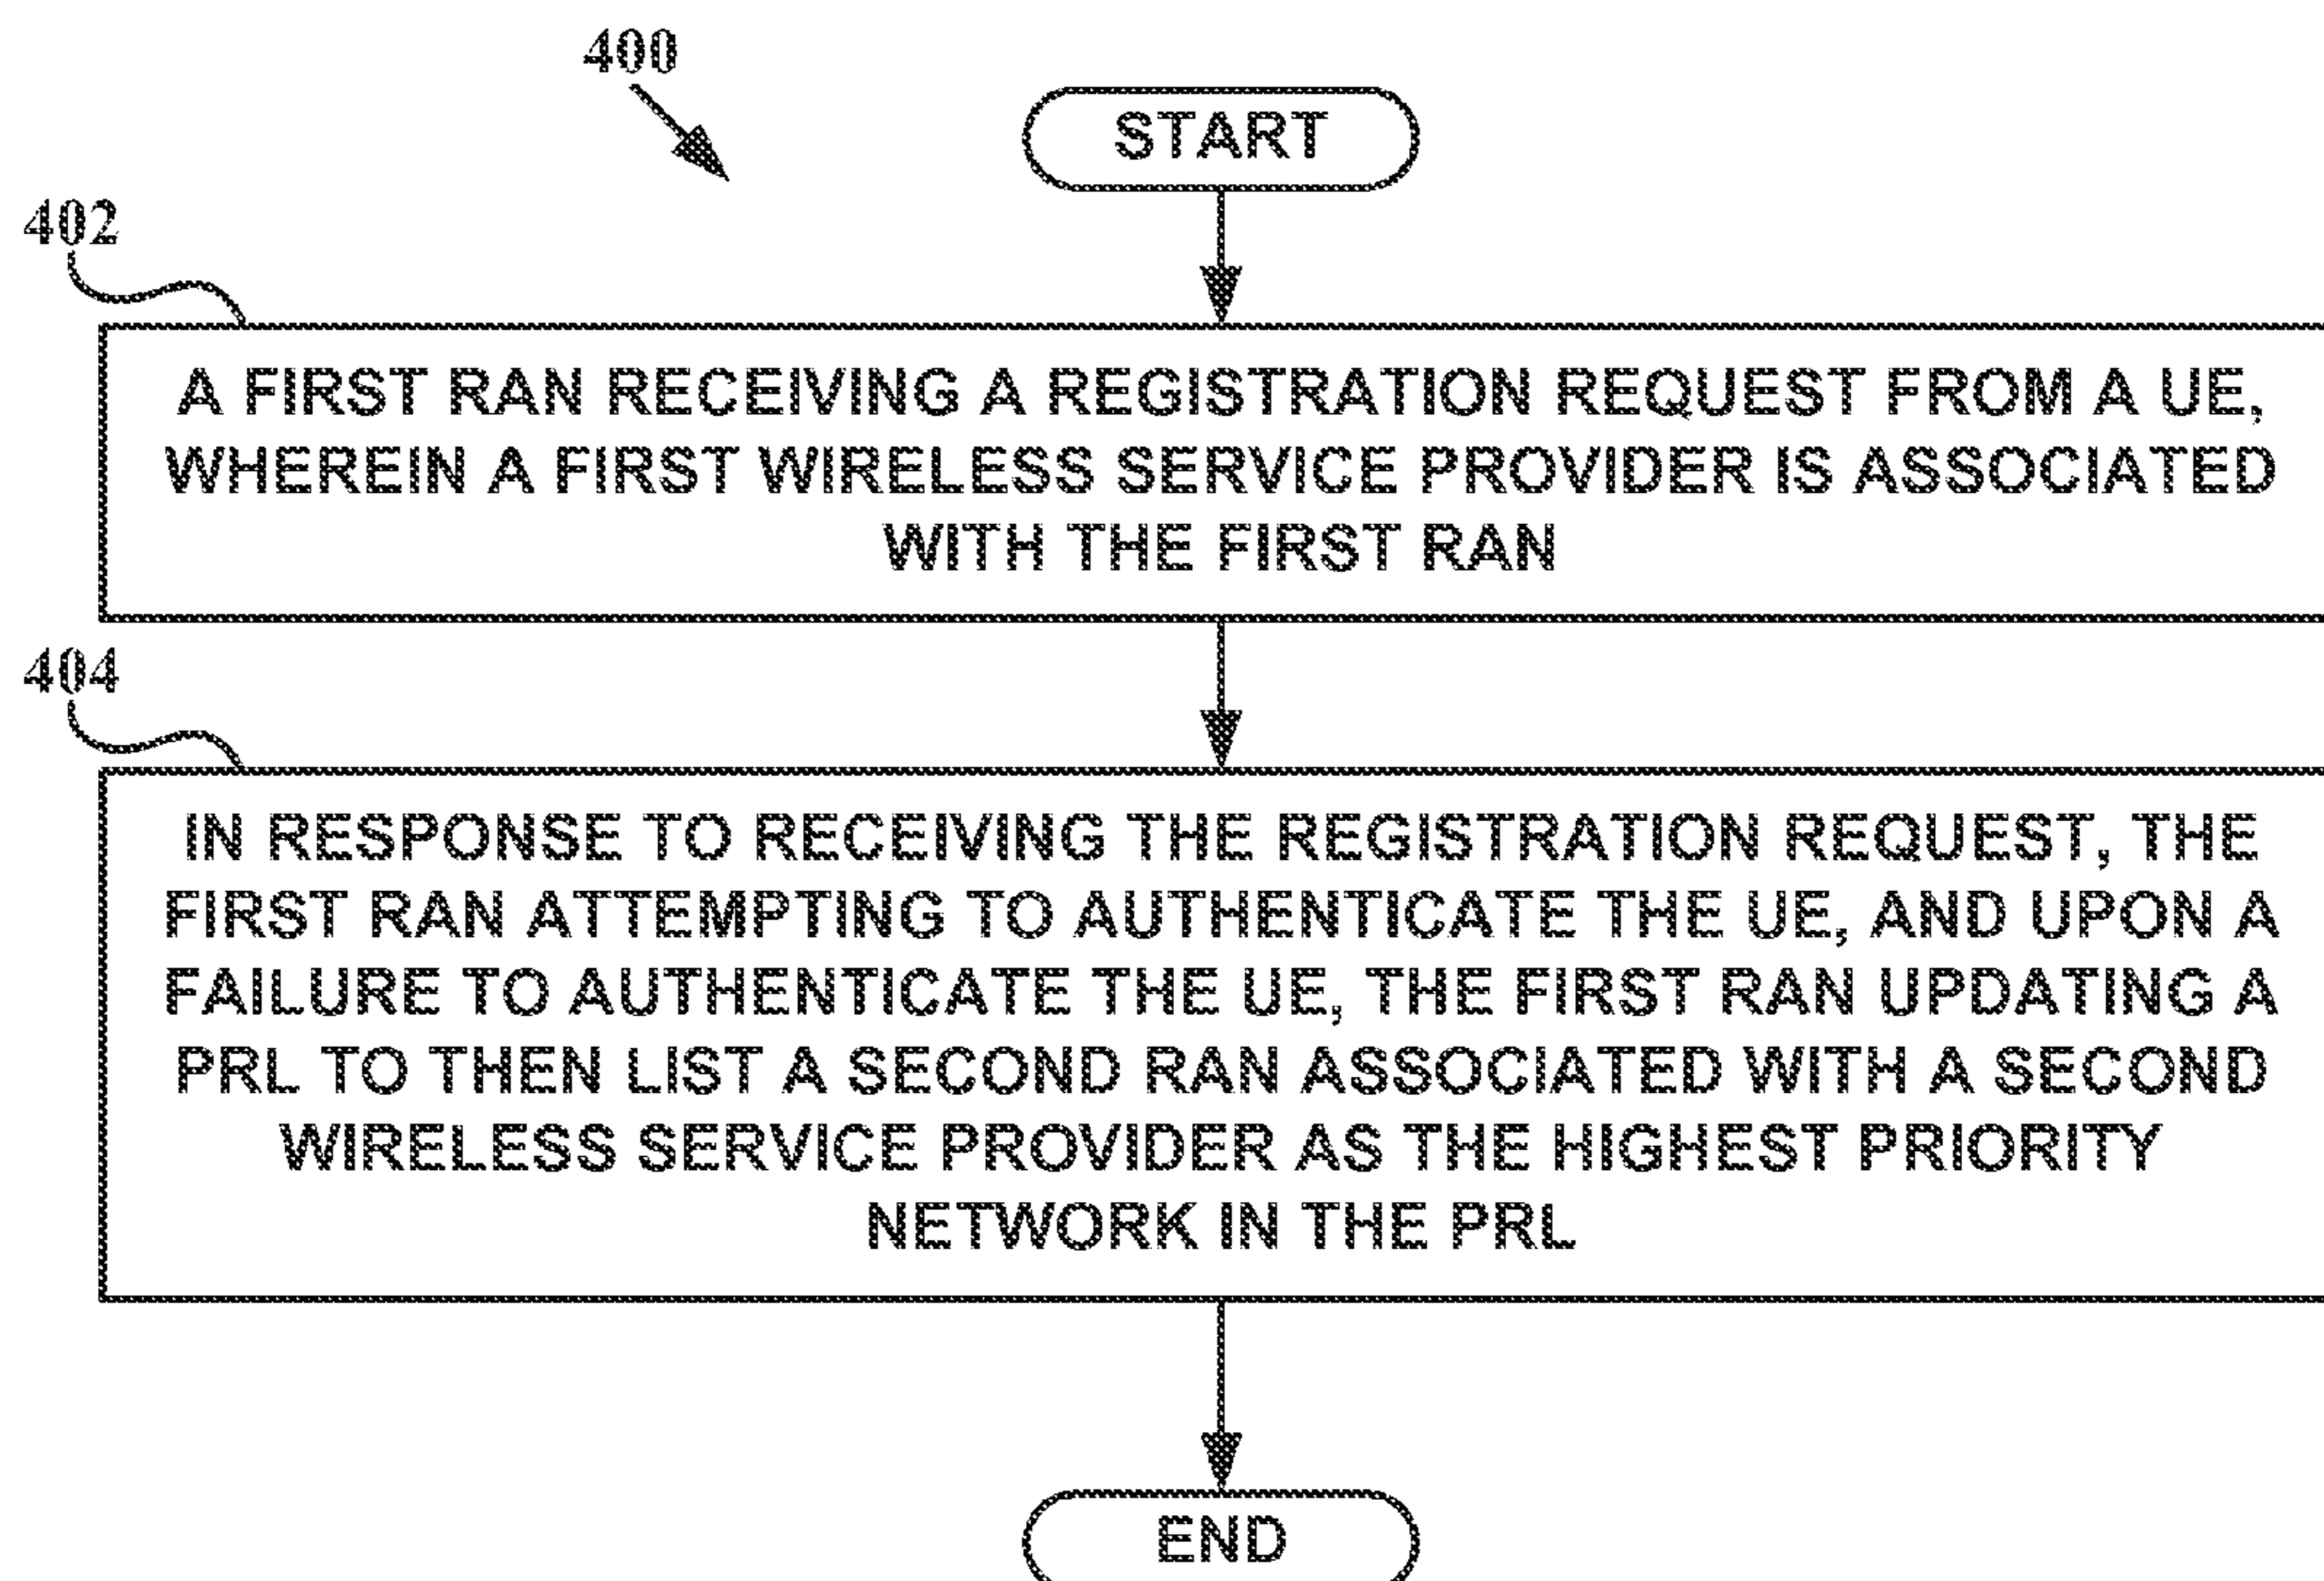 400
START
402
A FIRST RAN RECEIVING A REGISTRATION REQUEST FROM A UE,
WHEREIN A FIRST WIRELESS SERVICE PROVIDER IS ASSOCIATED
WITH THE FIRST RAN
404
IN RESPONSE TO RECEIVING THE REGISTRATION REQUEST, THE
FIRST RAN ATTEMPTING TO AUTHENTICATE THE UE, AND UPON A
FAILURE TO AUTHENTICATE THE UE, THE FIRST RAN UPDATING A
PRL TO THEN LIST A SECOND RAN ASSOCIATED WITH A SECOND
WIRELESS SERVICE PROVIDER AS THE HIGHEST PRIORITY
NETWORK IN THE PRL
END